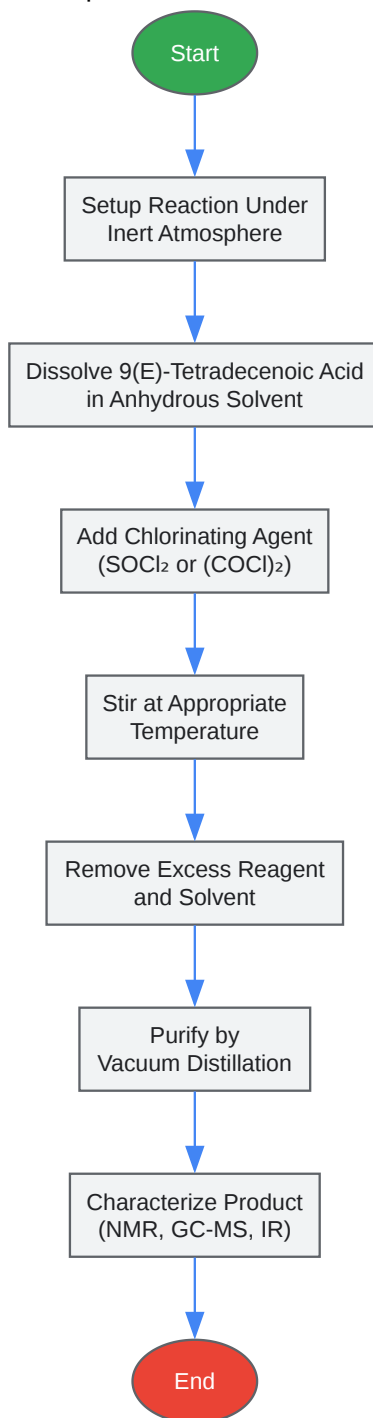 Start
Setup Reaction Under
Inert Atmosphere
Dissolve 9(E)-Tetradecenoic Acid
in Anhydrous Solvent
Add Chlorinating Agent
(SOCl₂ or (COCl)₂)
Stir at Appropriate
Temperature
Remove Excess Reagent
and Solvent
Purify by
Vacuum Distillation
Characterize Product
(NMR, GC-MS, IR)
End